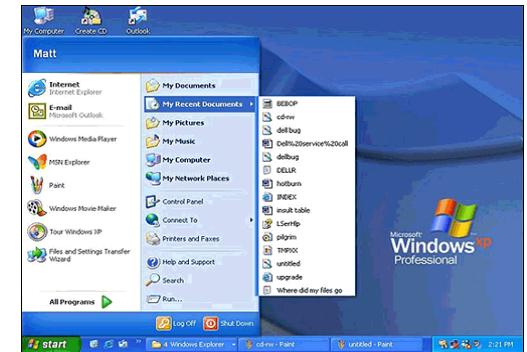 My Computer
Create CD
Outlook
Matt
Internet
Internet Explorer
E-mail
Microsoft Outlook
Windows Media Player
MSN Explorer
Paint
Windows Movie Maker
Tour Windows XP
Files and Settings Transfer
Wizard
All Programs
My Documents
My Recent Documents
My Pictures
My Music
My Computer
My Network Places
Control Panel
Connect To
Printers and Faxes
Help and Support
Search
Run...
BEBOP
cd-rw
dell bug
Dell%20service%20call
dellbug
DELLR
hotburn
INDEX
insult table
LSerHlp
pilgrim
untitled
upgrade
Where did my files go
Microsoft
Windows xp
Professional
Log Off
Shut Down
start
4 Windows Explorer
cd-rw - Paint
untitled - Paint
2:21 PM